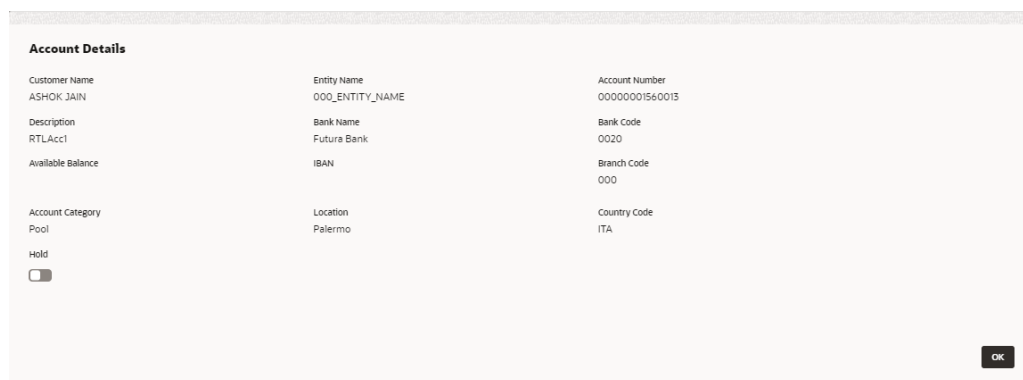 Account Details
Customer Name Entity Name Account Number
ASHOK JAIN 000_ENTITY_NAME 00000001560013
Description Bank Name Bank Code
RTLAcc1 Futura Bank 0020
Available Balance IBAN Branch Code
000
Account Category Location Country Code
Pool Palermo ITA
Hold
OK